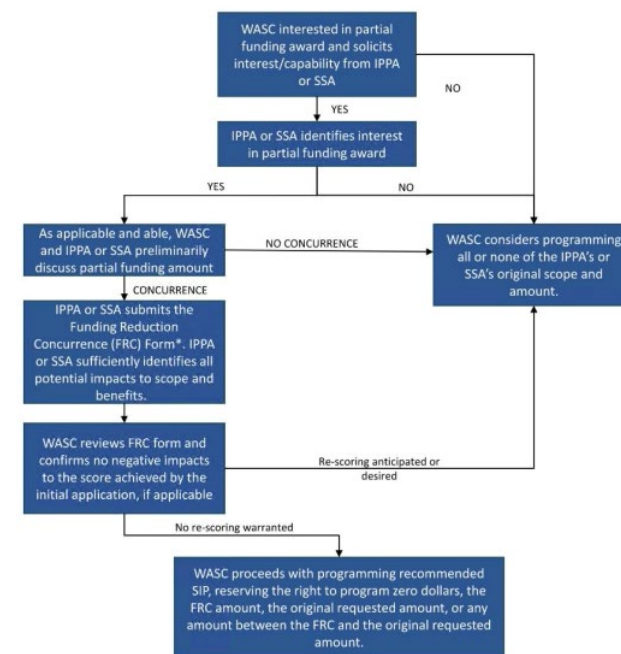 WASC interested in partial
funding award and solicits
interest/capability from IPPA
or SSA
NO
YES
IPPA or SSA identifies interest
in partial funding award
YES
NO
As applicable and able, WASC
and IPPA or SSA preliminarily
discuss partial funding amount
NO CONCURRENCE
WASC considers programming
all or none of the IPPA's or
SSA's original scope and
amount.
CONCURRENCE
IPPA or SSA submits the
Funding Reduction
Concurrence (FRC) Form*. IPPA
or SSA sufficiently identifies all
potential impacts to scope and
benefits.
WASC reviews FRC form and
confirms no negative impacts
to the score achieved by the
initial application, if applicable
Re-scoring anticipated or
desired
No re-scoring warranted
WASC proceeds with programming recommended
SIP, reserving the right to program zero dollars, the
FRC amount, the original requested amount, or any
amount between the FRC and the original requested
amount.